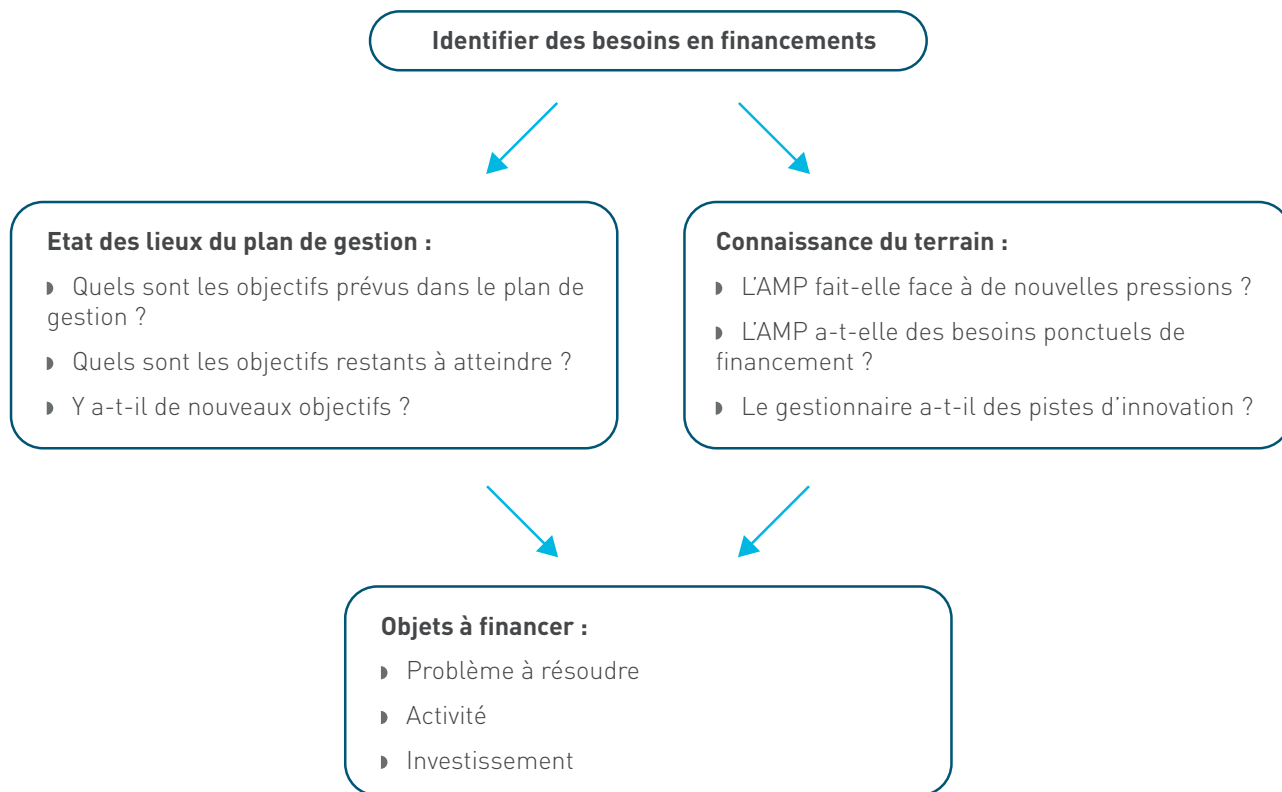 Identifier des besoins en financements
Etat des lieux du plan de gestion :
◗ Quels sont les objectifs prévus dans le plan de
gestion ?
◗ Quels sont les objectifs restants à atteindre ?
◗ Y a-t-il de nouveaux objectifs ?
Connaissance du terrain :
◗ L’AMP fait-elle face à de nouvelles pressions ?
◗ L’AMP a-t-elle des besoins ponctuels de
financement ?
◗ Le gestionnaire a-t-il des pistes d’innovation ?
Objets à financer :
◗ Problème à résoudre
◗ Activité
◗ Investissement